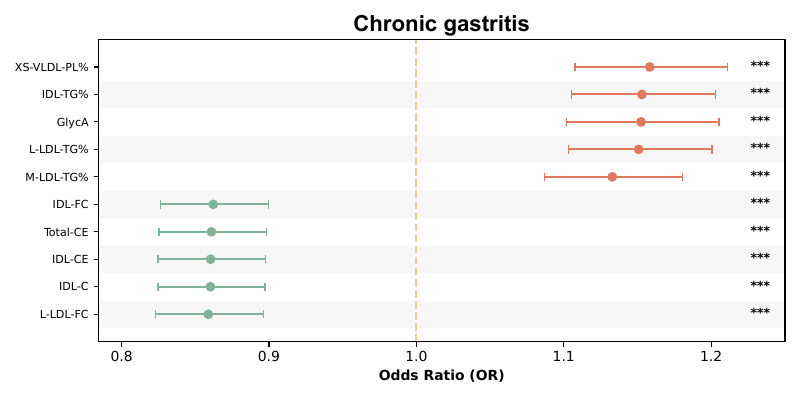 Chronic gastritis
XS-VLDL-PL% ***
IDL-TG% ***
GlycA ***
L-LDL-TG% ***
M-LDL-TG% ***
IDL-FC ***
Total-CE ***
IDL-CE ***
IDL-C ***
L-LDL-FC ***
0.8 0.9 1.0 1.1 1.2
Odds Ratio (OR)